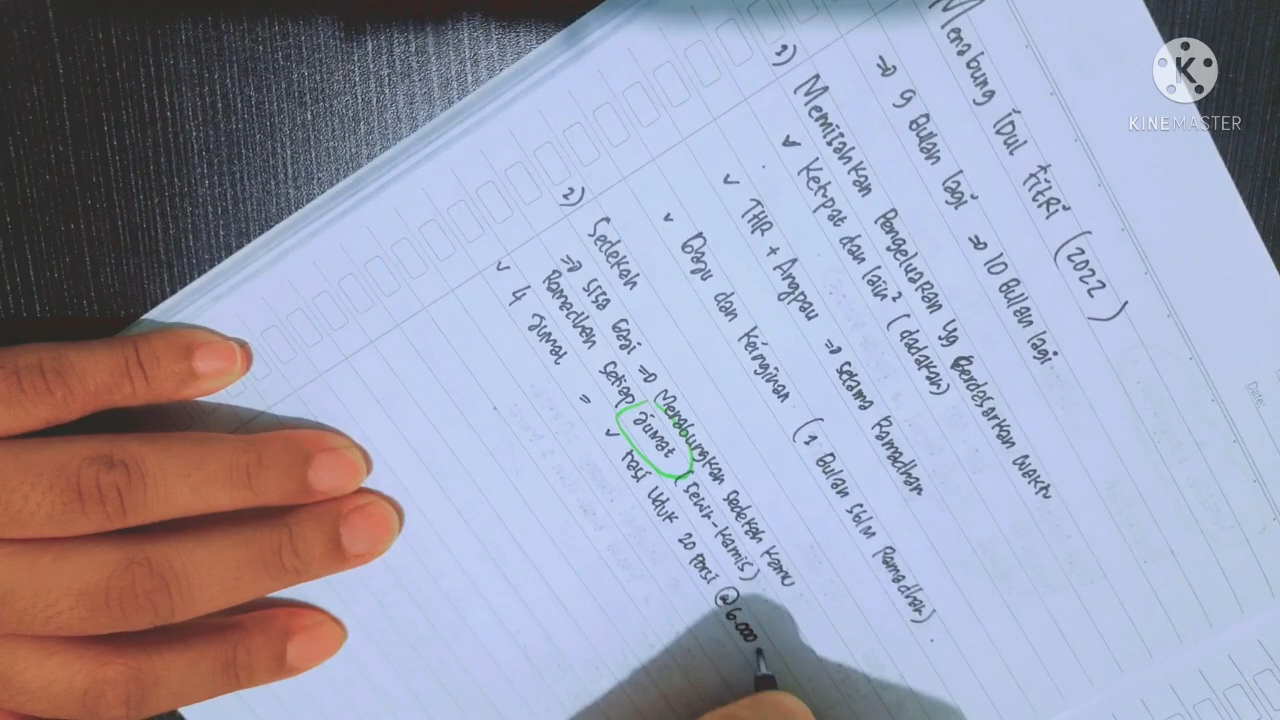 Menabung Idul Fitri (2022)
=> 9 Bulan lagi => 10 Bulan lagi.
1) Memisahkan Pengeluaran yg Berdasarkan waktu
✓ Ketupat dan lain² (dadakan)
✓ THR + Angpau => selama Ramadhan
✓ Baju dan Keinginan (1 Bulan sblm Ramadhan)
2) Sedekah
=> sisa Gaji => Menabungkan sedekah kamu
Ramadhan setiap Jumat (senin-kamis)
✓ 4 Jumat = ✓ nasi Uduk 20 Porsi @6.000
Date
KINEMASTER